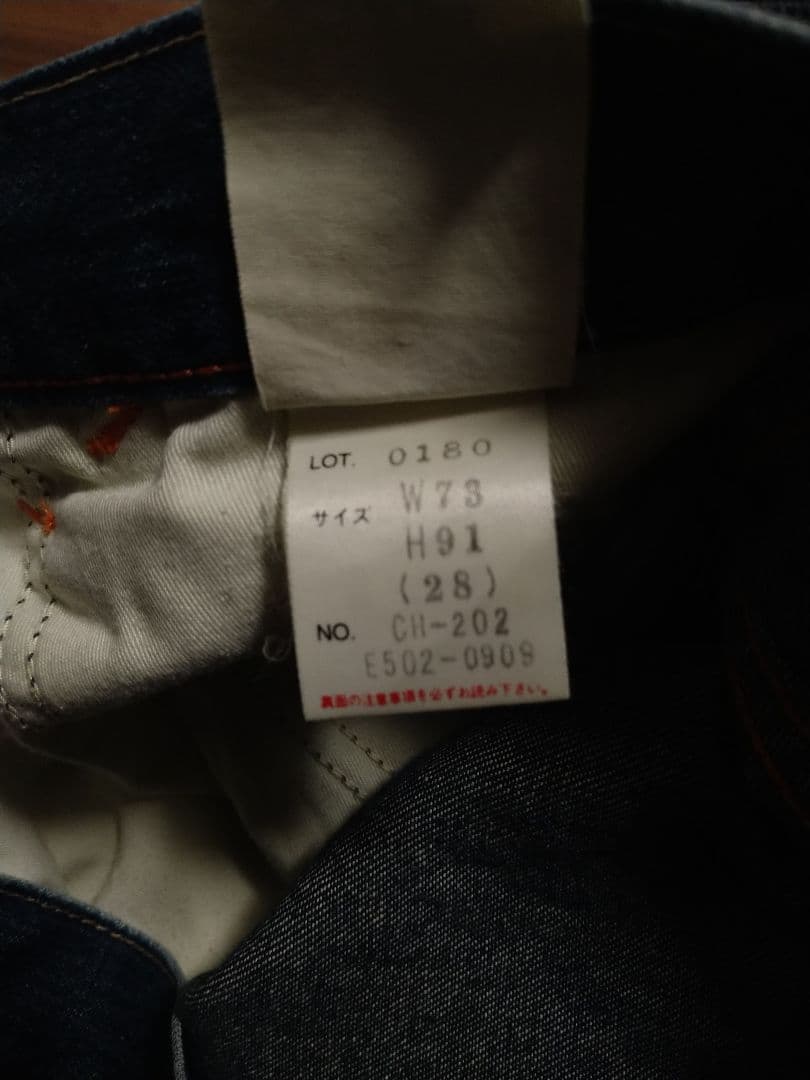 LOT. 0180
サイズ W73
H91
(28)
NO. CH-202
E502-0909
裏面の注意事項を必ずお読み下さい。